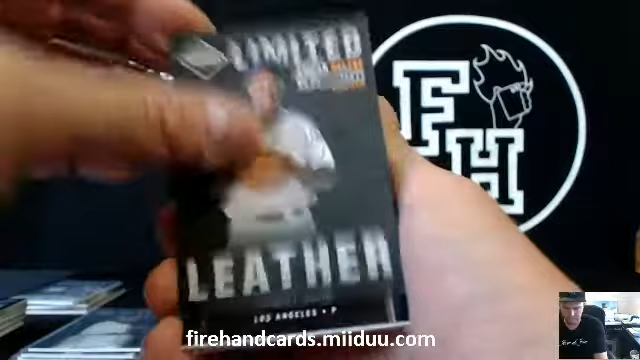 LIMITED
FH
LEATHER
LOS ANGELES • P
firehandcards.miiduu.com